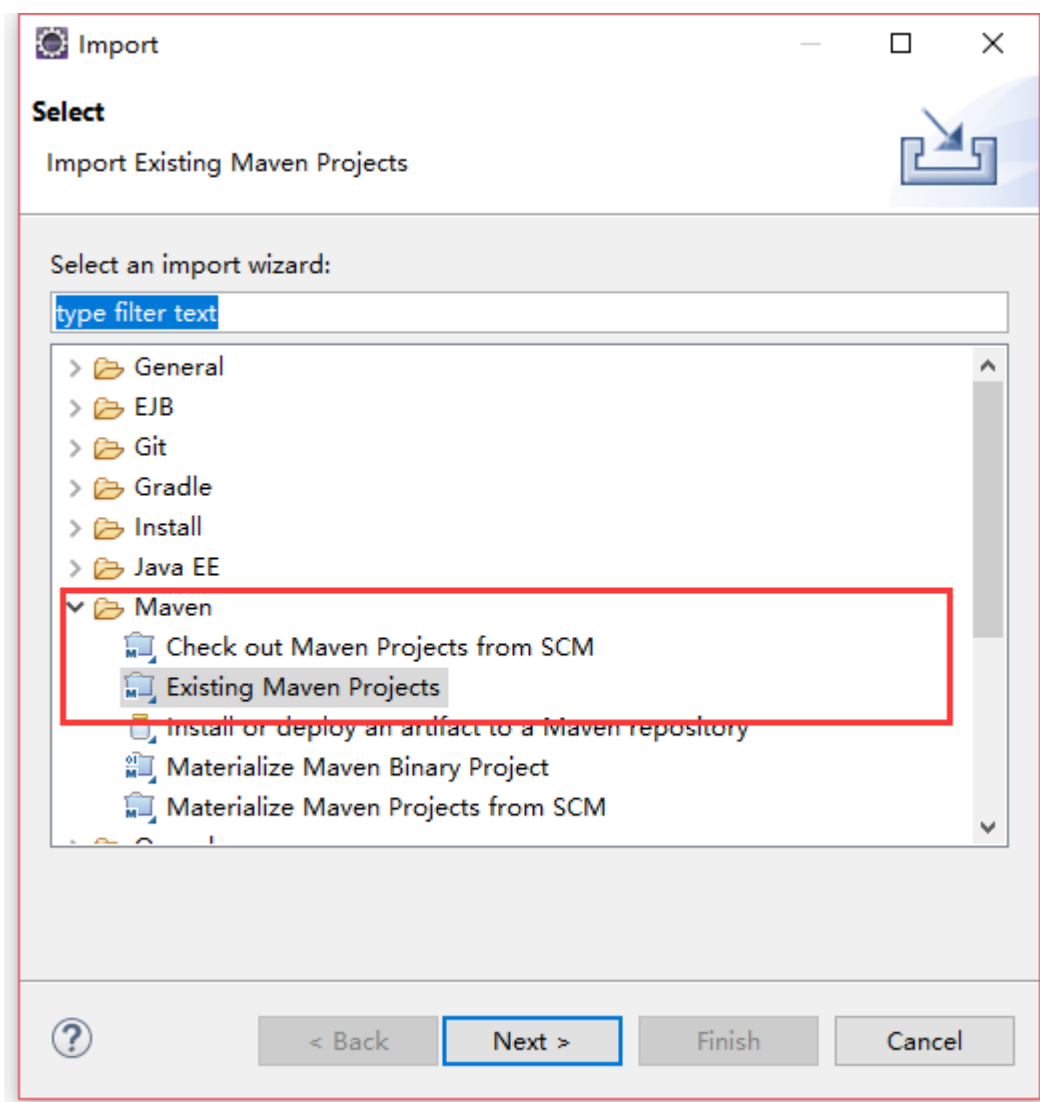 Import
Select
Import Existing Maven Projects
Select an import wizard:
type filter text
General
EJB
Git
Gradle
Install
Java EE
Maven
Check out Maven Projects from SCM
Existing Maven Projects
Install or deploy an artifact to a Maven repository
Materialize Maven Binary Project
Materialize Maven Projects from SCM
< Back
Next >
Finish
Cancel